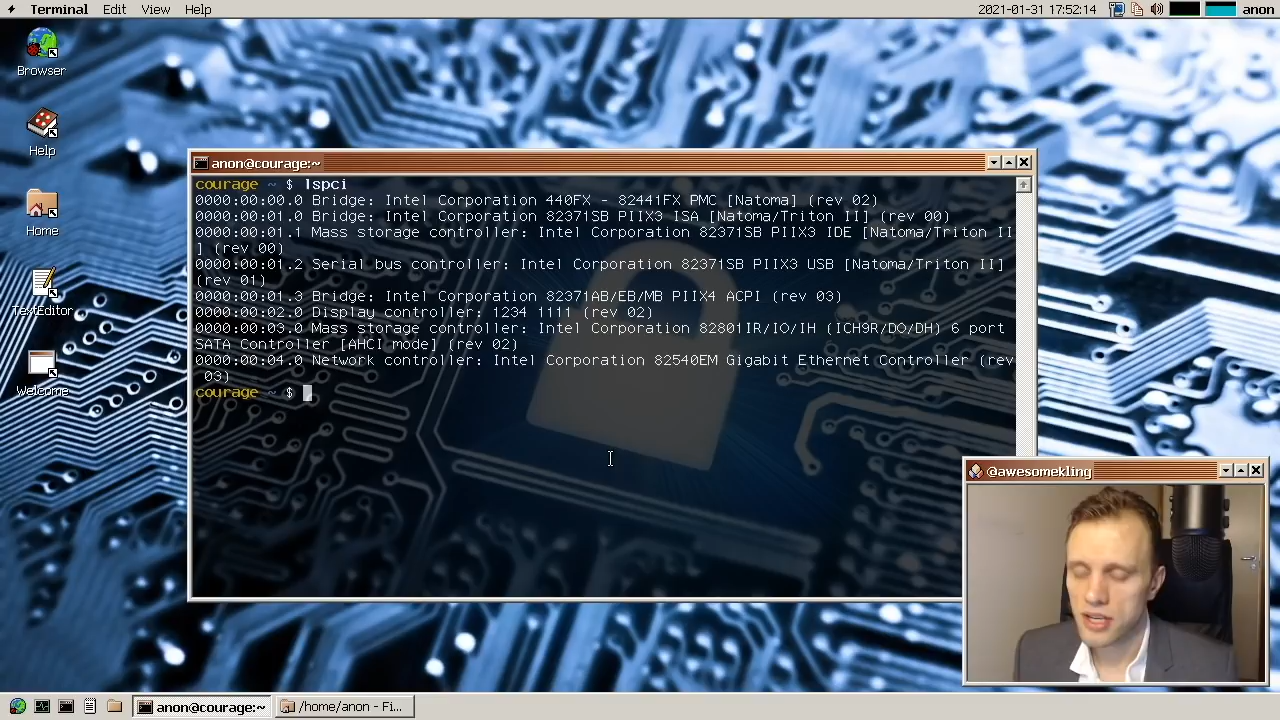 Terminal Edit View Help
2021-01-31 17:52:14 anon
Browser
Help
Home
TextEditor
Welcome
anon@courage:~
courage ~ $ lspci
0000:00:00.0 Bridge: Intel Corporation 440FX - 82441FX PMC [Natoma] (rev 02)
0000:00:01.0 Bridge: Intel Corporation 82371SB PIIX3 ISA [Natoma/Triton II] (rev 00)
0000:00:01.1 Mass storage controller: Intel Corporation 82371SB PIIX3 IDE [Natoma/Triton II
] (rev 00)
0000:00:01.2 Serial bus controller: Intel Corporation 82371SB PIIX3 USB [Natoma/Triton II]
(rev 01)
0000:00:01.3 Bridge: Intel Corporation 82371AB/EB/MB PIIX4 ACPI (rev 03)
0000:00:02.0 Display controller: 1234 1111 (rev 02)
0000:00:03.0 Mass storage controller: Intel Corporation 82801IR/IO/IH (ICH9R/DO/DH) 6 port
SATA Controller [AHCI mode] (rev 02)
0000:00:04.0 Network controller: Intel Corporation 82540EM Gigabit Ethernet Controller (rev
03)
courage ~ $
@awesomekling
anon@courage:~
/home/anon - Fi...